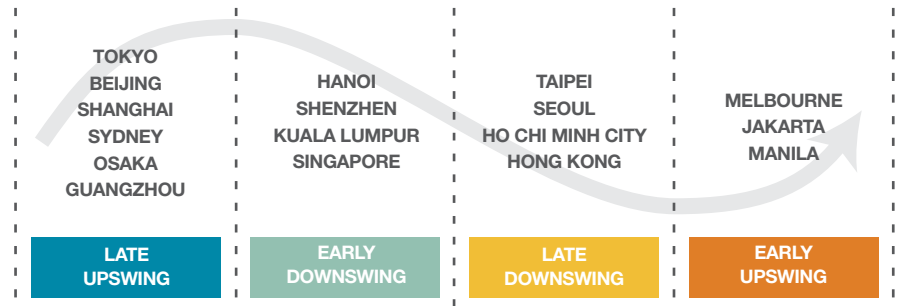 TOKYO
BEIJING
SHANGHAI
SYDNEY
OSAKA
GUANGZHOU
LATE
UPSWING
HANOI
SHENZHEN
KUALA LUMPUR
SINGAPORE
EARLY
DOWNSWING
TAIPEI
SEOUL
HO CHI MINH CITY
HONG KONG
LATE
DOWNSWING
MELBOURNE
JAKARTA
MANILA
EARLY
UPSWING